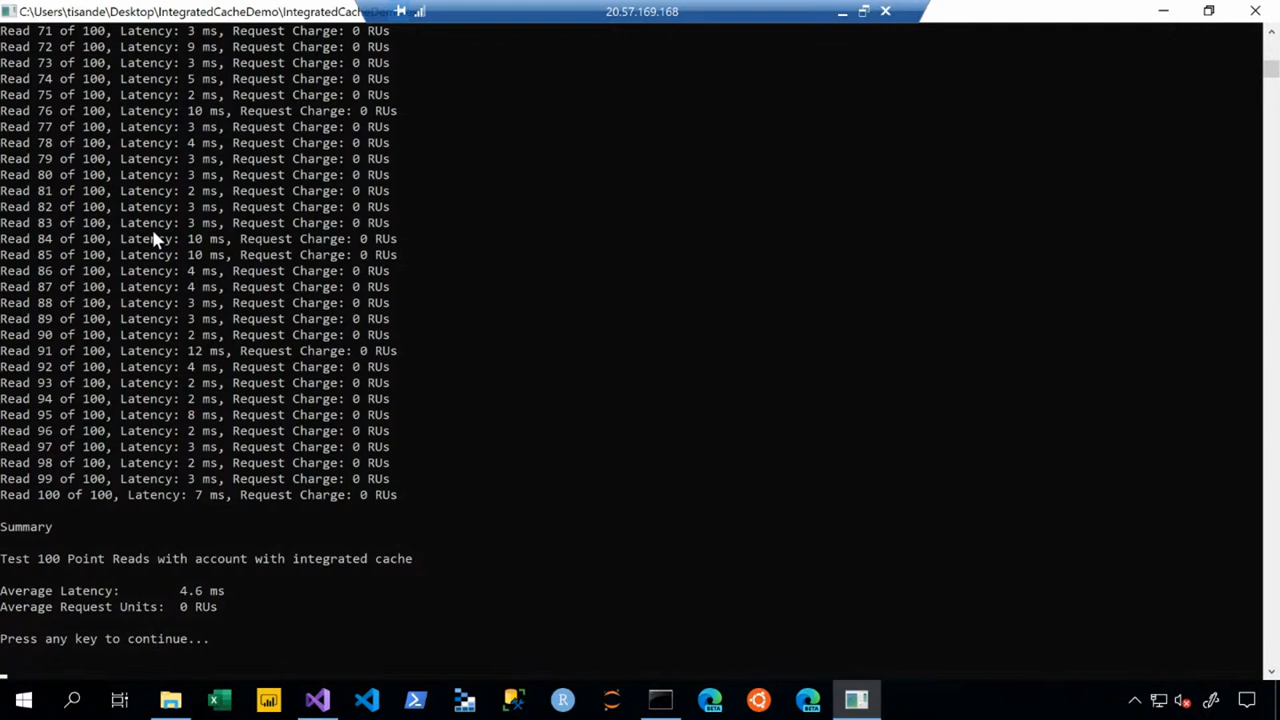 C:\Users\tisande\Desktop\IntegratedCacheDemo\IntegratedCacheDem
20.57.169.168
Read 71 of 100, Latency: 3 ms, Request Charge: 0 RUs
Read 72 of 100, Latency: 9 ms, Request Charge: 0 RUs
Read 73 of 100, Latency: 3 ms, Request Charge: 0 RUs
Read 74 of 100, Latency: 5 ms, Request Charge: 0 RUs
Read 75 of 100, Latency: 2 ms, Request Charge: 0 RUs
Read 76 of 100, Latency: 10 ms, Request Charge: 0 RUs
Read 77 of 100, Latency: 3 ms, Request Charge: 0 RUs
Read 78 of 100, Latency: 4 ms, Request Charge: 0 RUs
Read 79 of 100, Latency: 3 ms, Request Charge: 0 RUs
Read 80 of 100, Latency: 3 ms, Request Charge: 0 RUs
Read 81 of 100, Latency: 2 ms, Request Charge: 0 RUs
Read 82 of 100, Latency: 3 ms, Request Charge: 0 RUs
Read 83 of 100, Latency: 3 ms, Request Charge: 0 RUs
Read 84 of 100, Latency: 10 ms, Request Charge: 0 RUs
Read 85 of 100, Latency: 10 ms, Request Charge: 0 RUs
Read 86 of 100, Latency: 4 ms, Request Charge: 0 RUs
Read 87 of 100, Latency: 4 ms, Request Charge: 0 RUs
Read 88 of 100, Latency: 3 ms, Request Charge: 0 RUs
Read 89 of 100, Latency: 3 ms, Request Charge: 0 RUs
Read 90 of 100, Latency: 2 ms, Request Charge: 0 RUs
Read 91 of 100, Latency: 12 ms, Request Charge: 0 RUs
Read 92 of 100, Latency: 4 ms, Request Charge: 0 RUs
Read 93 of 100, Latency: 2 ms, Request Charge: 0 RUs
Read 94 of 100, Latency: 2 ms, Request Charge: 0 RUs
Read 95 of 100, Latency: 8 ms, Request Charge: 0 RUs
Read 96 of 100, Latency: 2 ms, Request Charge: 0 RUs
Read 97 of 100, Latency: 3 ms, Request Charge: 0 RUs
Read 98 of 100, Latency: 2 ms, Request Charge: 0 RUs
Read 99 of 100, Latency: 3 ms, Request Charge: 0 RUs
Read 100 of 100, Latency: 7 ms, Request Charge: 0 RUs
Summary
Test 100 Point Reads with account with integrated cache
Average Latency: 4.6 ms
Average Request Units: 0 RUs
Press any key to continue...